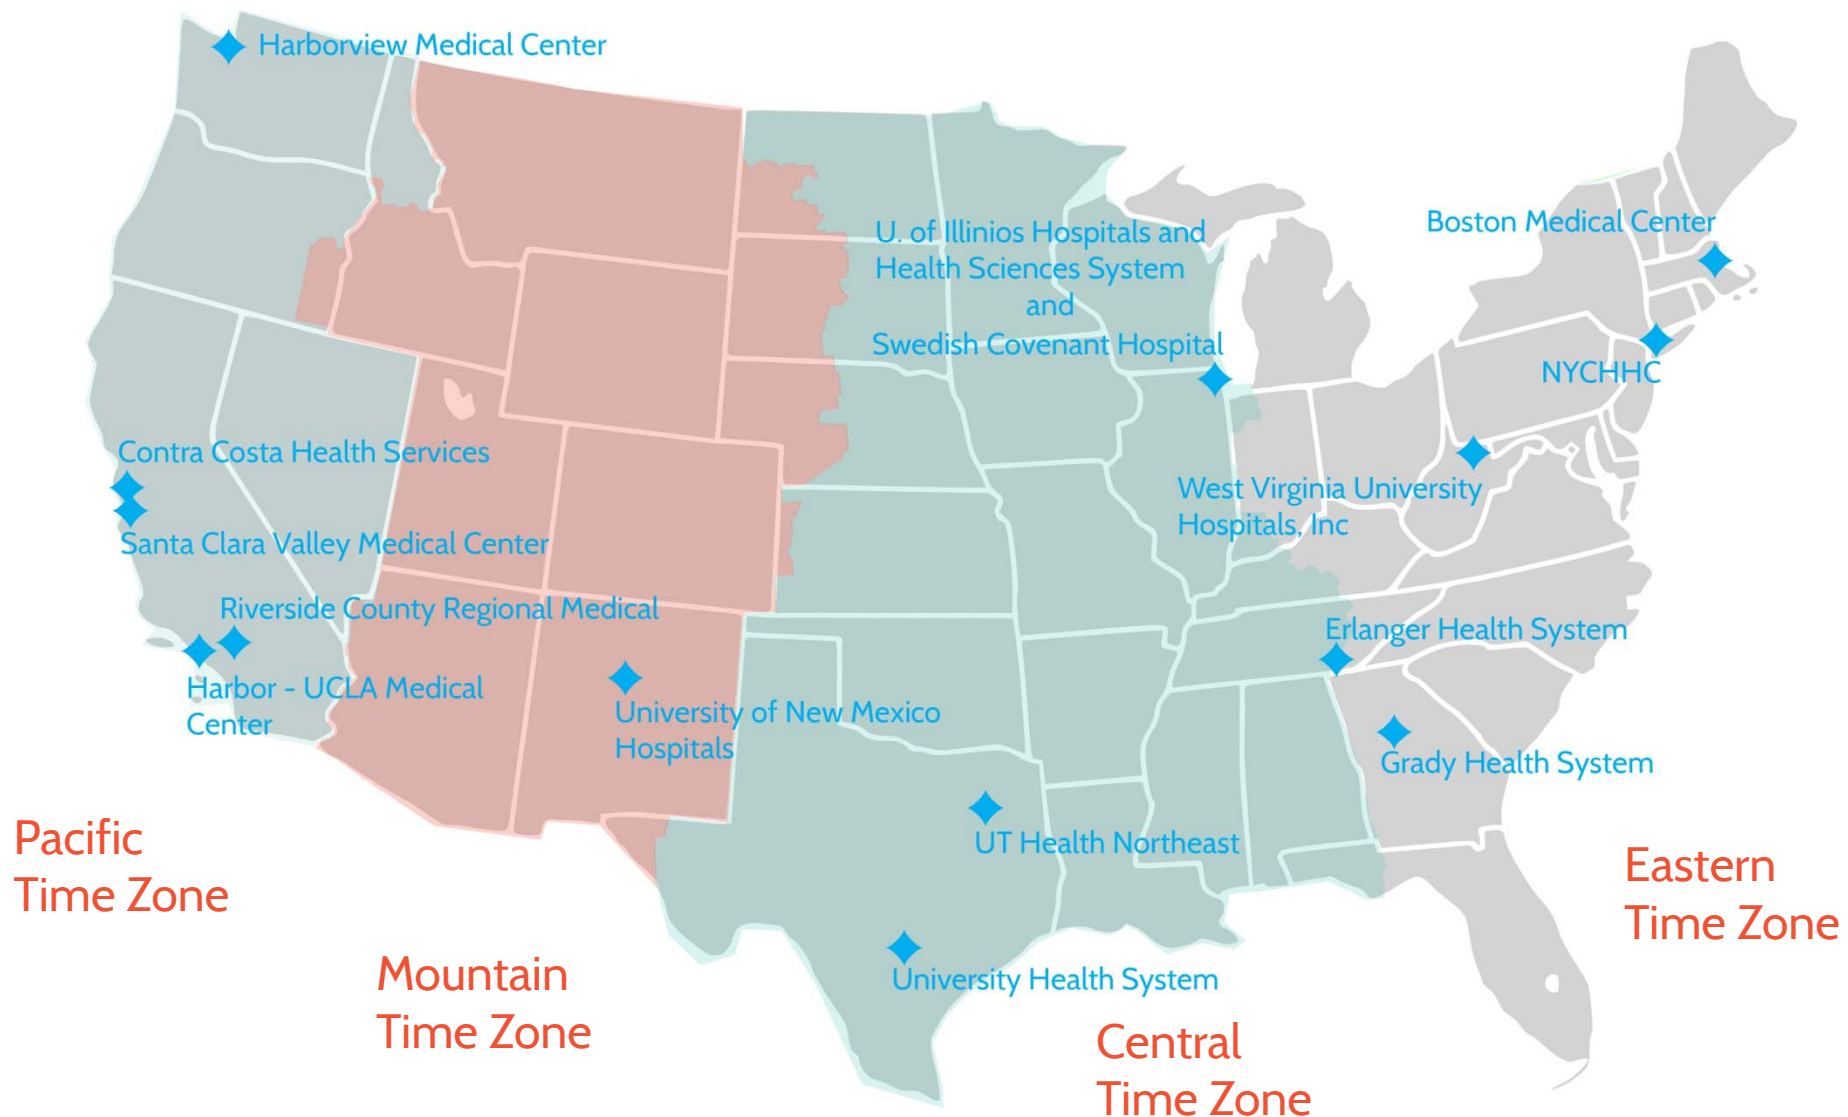 Harborview Medical Center
U. of Illinios Hospitals and
Health Sciences System
and
Swedish Covenant Hospital
Boston Medical Center
NYCHHC
Contra Costa Health Services
Santa Clara Valley Medical Center
West Virginia University
Hospitals, Inc
Riverside County Regional Medical
Harbor - UCLA Medical
Center
University of New Mexico
Hospitals
Erlanger Health System
Grady Health System
UT Health Northeast
University Health System
Pacific
Time Zone
Mountain
Time Zone
Central
Time Zone
Eastern
Time Zone